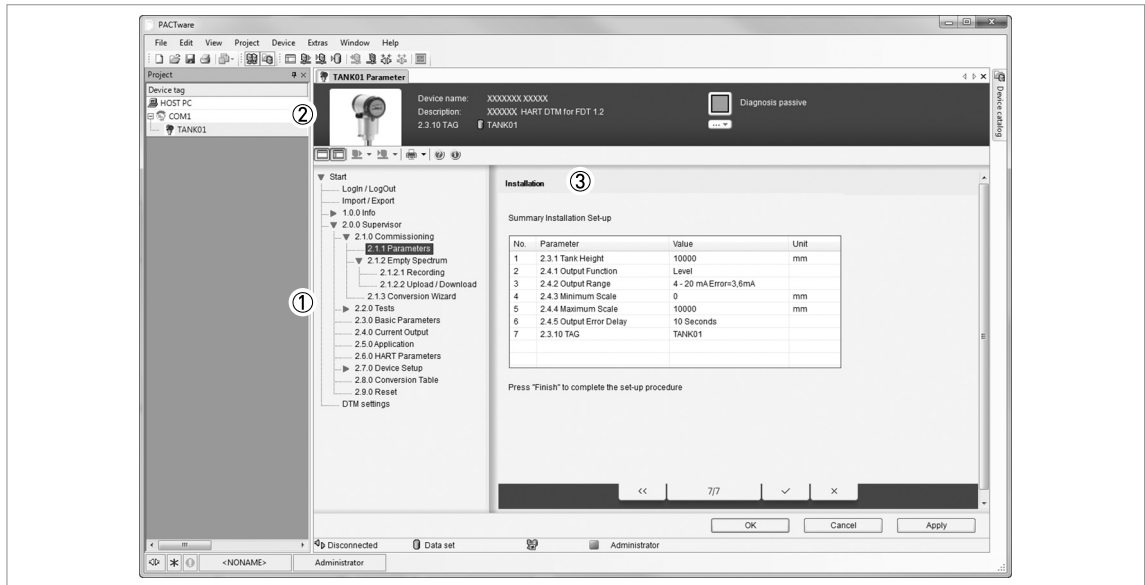 PACTware
File Edit View Project Device Extras Window Help
Project
Device tag
HOST PC
COM1
TANK01
TANK01 Parameter
②
Device name: XXXXXXX XXXXX
Description: XXXXXX HART DTM for FDT 1.2
2.3.10 TAG TANK01
Diagnosis passive
Device catalog
①
Start
LogIn / LogOut
Import / Export
1.0.0 Info
2.0.0 Supervisor
2.1.0 Commissioning
2.1.1 Parameters
2.1.2 Empty Spectrum
2.1.2.1 Recording
2.1.2.2 Upload / Download
2.1.3 Conversion Wizard
2.2.0 Tests
2.3.0 Basic Parameters
2.4.0 Current Output
2.5.0 Application
2.6.0 HART Parameters
2.7.0 Device Setup
2.8.0 Conversion Table
2.9.0 Reset
DTM settings
Installation ③
Summary Installation Set-up
No. Parameter Value Unit
1 2.3.1 Tank Height 10000 mm
2 2.4.1 Output Function Level
3 2.4.2 Output Range 4 - 20 mA Error=3,6mA
4 2.4.3 Minimum Scale 0 mm
5 2.4.4 Maximum Scale 10000 mm
6 2.4.5 Output Error Delay 10 Seconds
7 2.3.10 TAG TANK01
Press "Finish" to complete the set-up procedure
<< 7/7
OK Cancel Apply
Disconnected Data set Administrator
<NONAME> Administrator